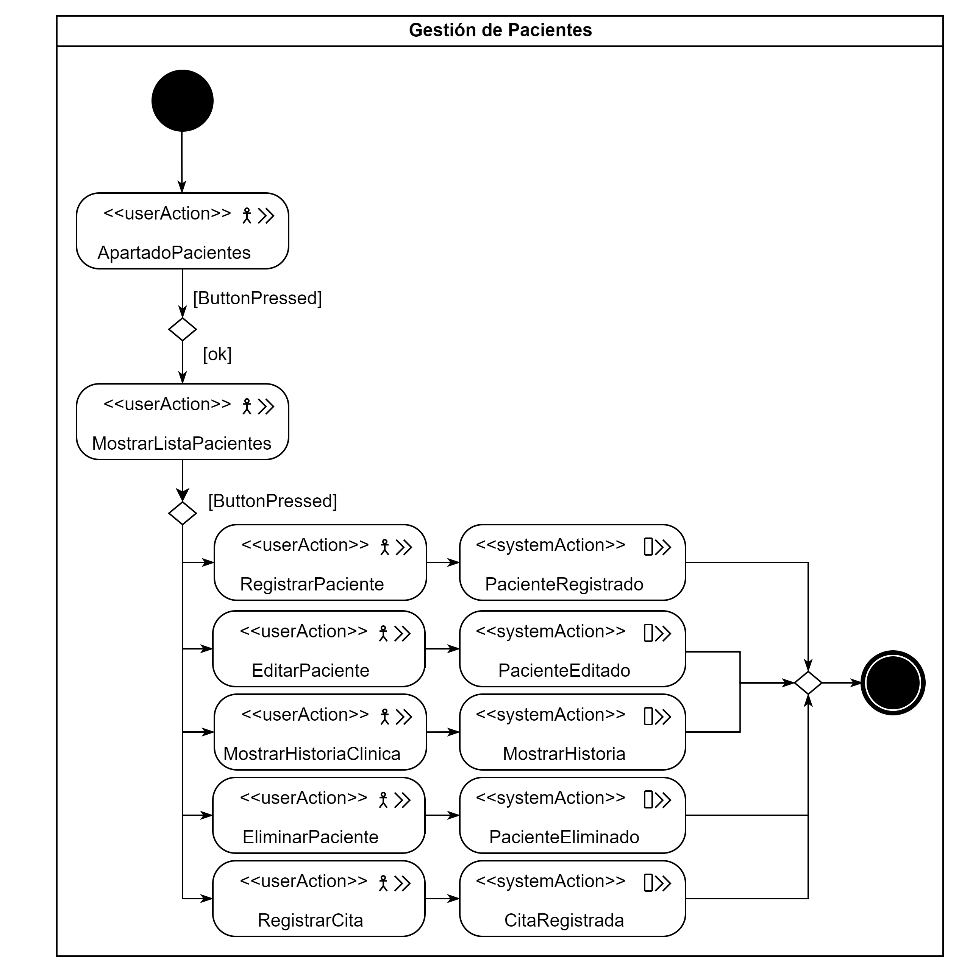 Gestión de Pacientes
<<userAction>>
ApartadoPacientes
[ButtonPressed]
[ok]
<<userAction>>
MostrarListaPacientes
[ButtonPressed]
<<userAction>>
RegistrarPaciente
<<systemAction>>
PacienteRegistrado
<<userAction>>
EditarPaciente
<<systemAction>>
PacienteEditado
<<userAction>>
MostrarHistoriaClinica
<<systemAction>>
MostrarHistoria
<<userAction>>
EliminarPaciente
<<systemAction>>
PacienteEliminado
<<userAction>>
RegistrarCita
<<systemAction>>
CitaRegistrada